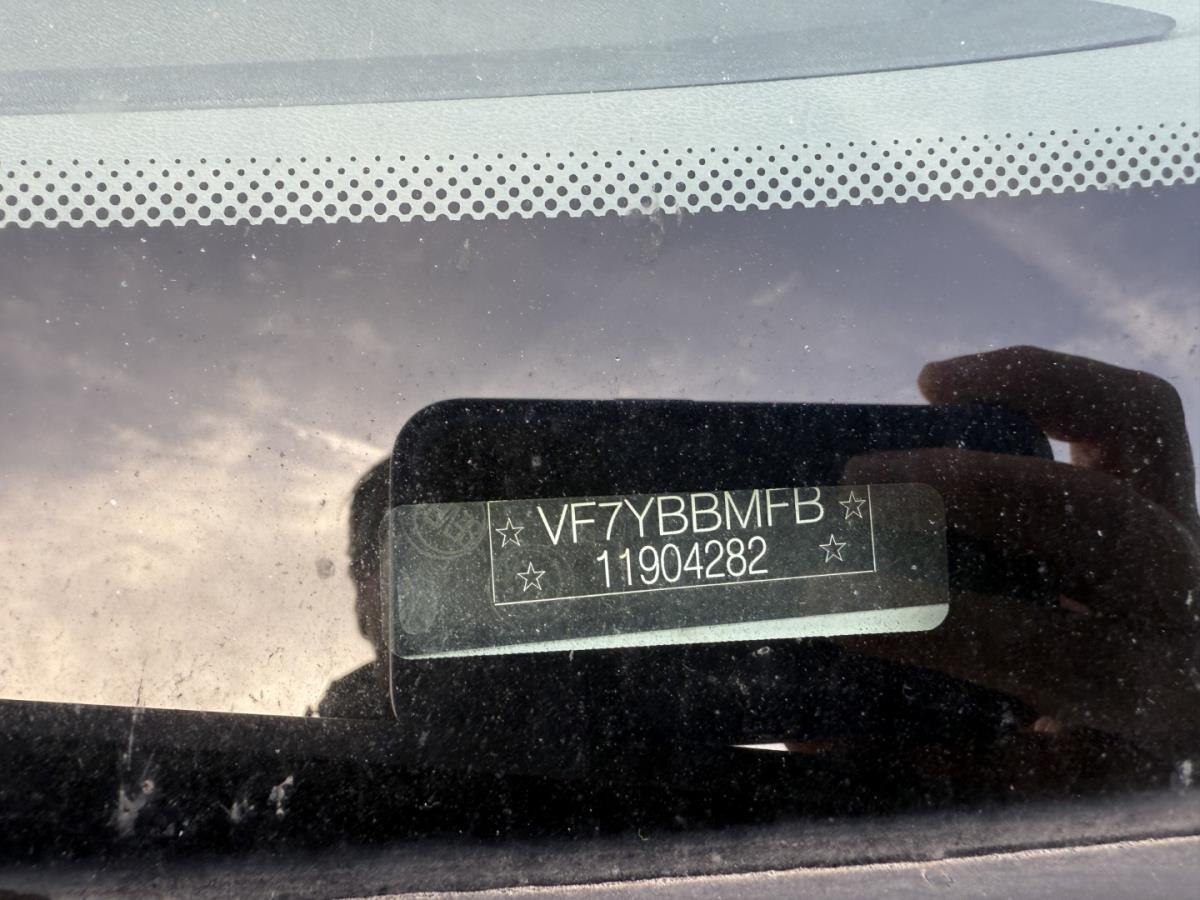 ☆ VF7YBBMFB ☆
☆ 11904282 ☆